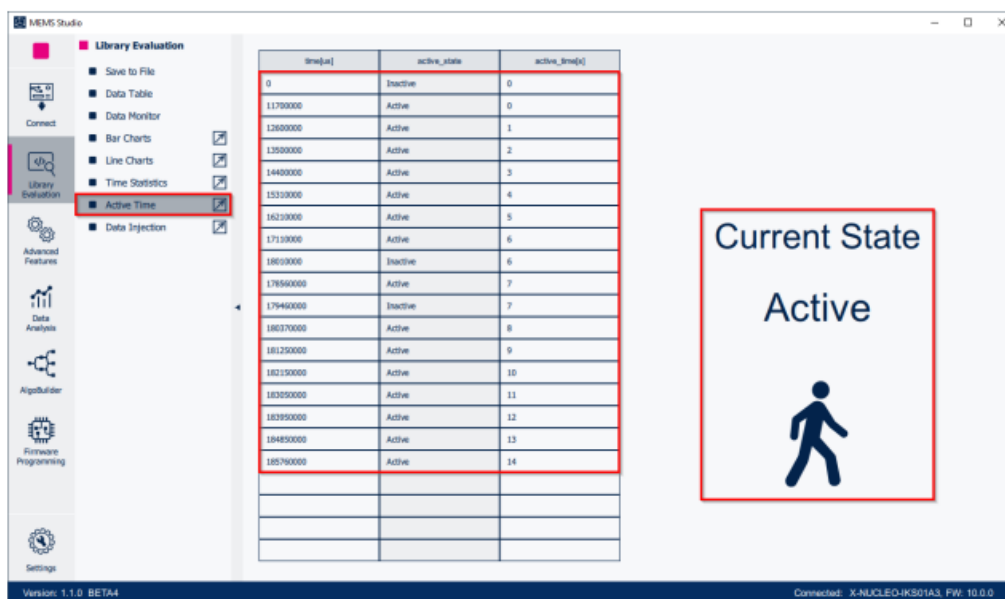 MEMS Studio
Connect
Library
Evaluation
Advanced
Features
Data
Analysis
AlgoBuilder
Firmware
Programming
Settings
Library Evaluation
Save to File
Data Table
Data Monitor
Bar Charts
Line Charts
Time Statistics
Active Time
Data Injection
time[us] active_state active_time[s]
0 Inactive 0
11700000 Active 0
12600000 Active 1
13500000 Active 2
14400000 Active 3
15310000 Active 4
16210000 Active 5
17110000 Active 6
18010000 Inactive 6
178560000 Active 7
179460000 Inactive 7
180370000 Active 8
181250000 Active 9
182150000 Active 10
183050000 Active 11
183950000 Active 12
184850000 Active 13
185760000 Active 14
Current State
Active
Version: 1.1.0 BETA4
Connected: X-NUCLEO-IKS01A3, FW: 10.0.0